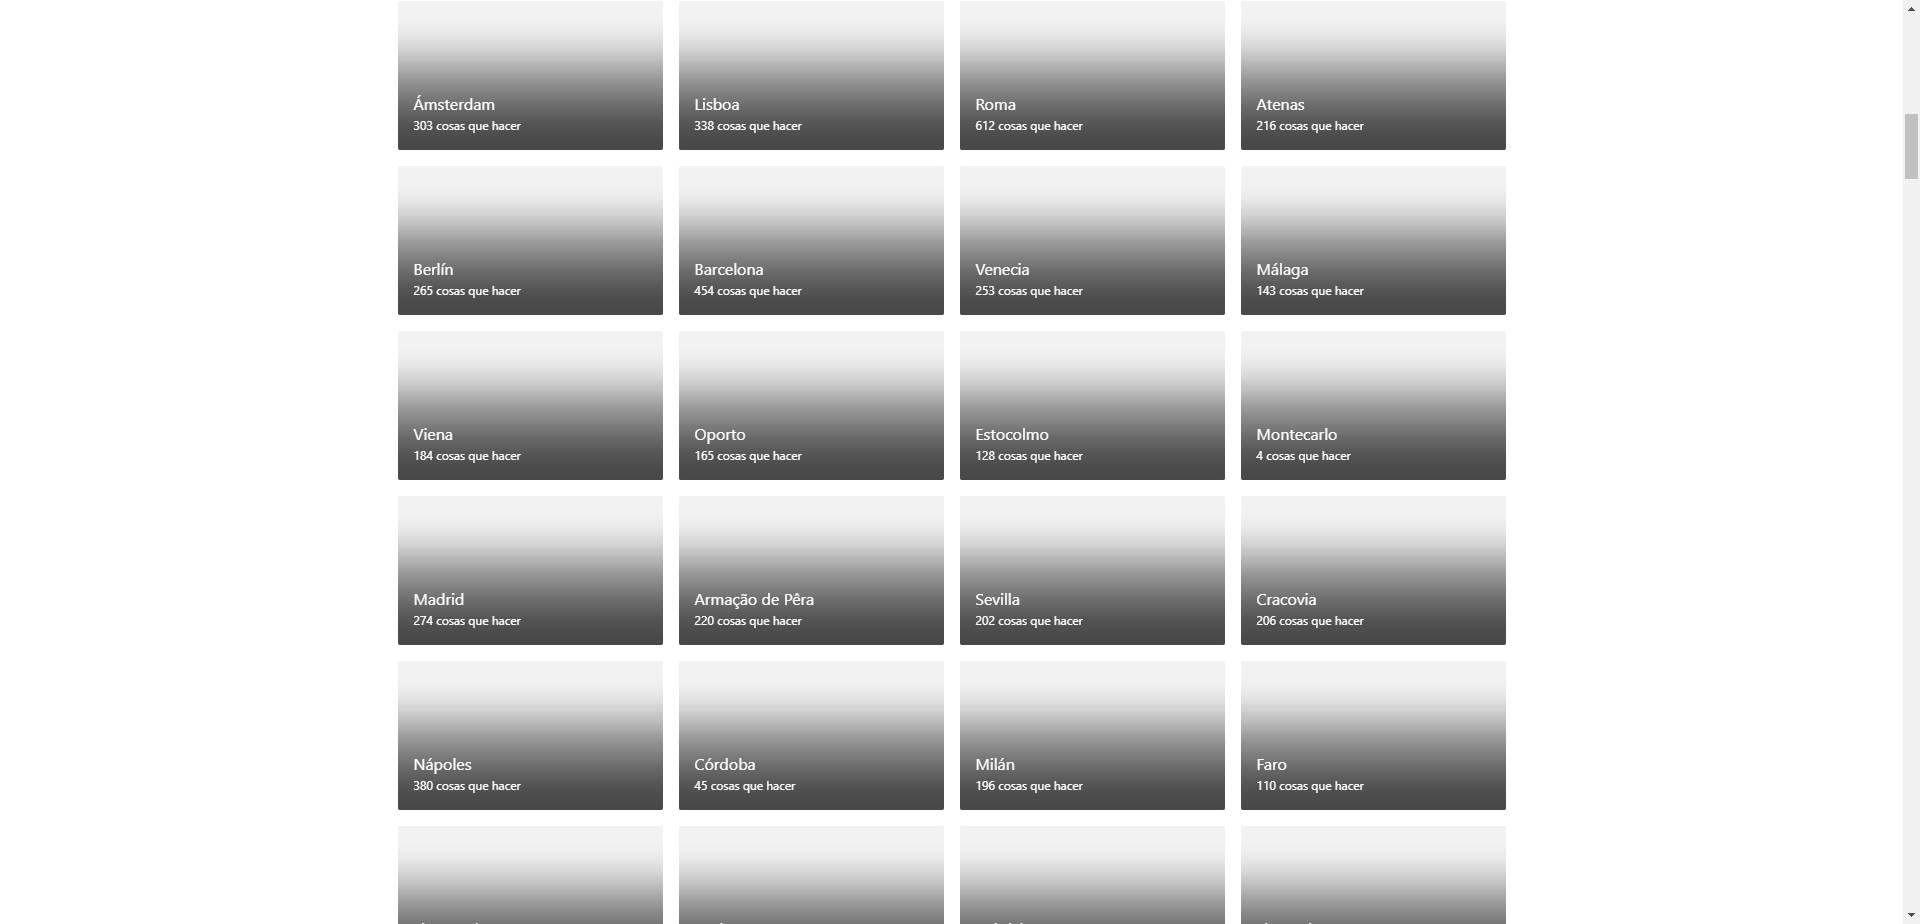 Ámsterdam
303 cosas que hacer
Lisboa
338 cosas que hacer
Roma
612 cosas que hacer
Atenas
216 cosas que hacer
Berlín
265 cosas que hacer
Barcelona
454 cosas que hacer
Venecia
253 cosas que hacer
Málaga
143 cosas que hacer
Viena
184 cosas que hacer
Oporto
165 cosas que hacer
Estocolmo
128 cosas que hacer
Montecarlo
4 cosas que hacer
Madrid
274 cosas que hacer
Armação de Pêra
220 cosas que hacer
Sevilla
202 cosas que hacer
Cracovia
206 cosas que hacer
Nápoles
380 cosas que hacer
Córdoba
45 cosas que hacer
Milán
196 cosas que hacer
Faro
110 cosas que hacer